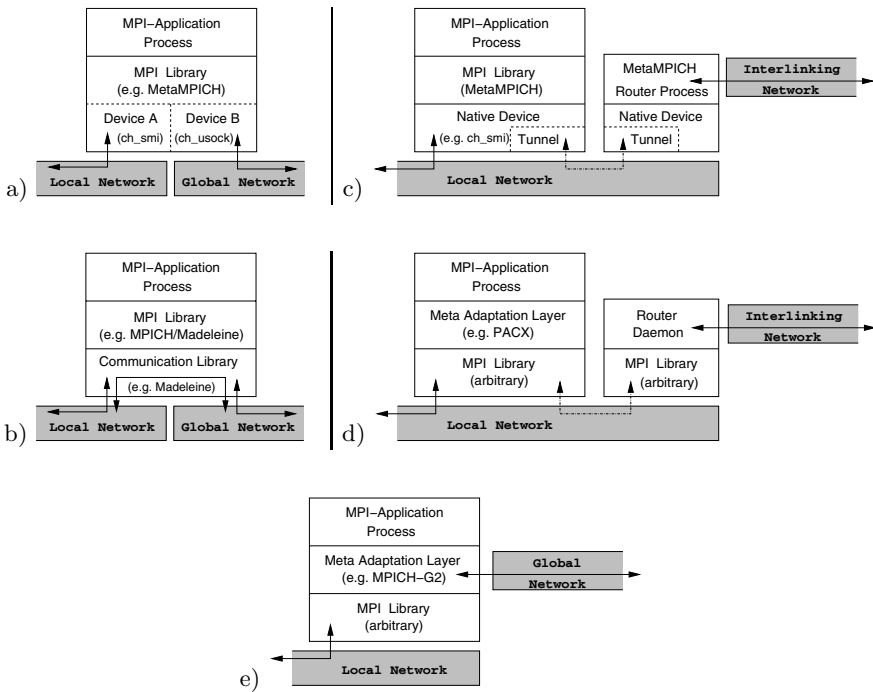 MPI−Application
Process
MPI Library
(e.g. MetaMPICH)
Device A
(ch_smi)
Device B
(ch_usock)
Local Network
Global Network
a)
MPI−Application
Process
MPI Library
(MetaMPICH)
Native Device
(e.g. ch_smi)
Tunnel
MetaMPICH
Router Process
Native Device
Tunnel
Interlinking
Network
Local Network
c)
MPI−Application
Process
MPI Library
(e.g. MPICH/Madeleine)
Communication Library
(e.g. Madeleine)
Local Network
Global Network
b)
MPI−Application
Process
Meta Adaptation Layer
(e.g. PACX)
MPI Library
(arbitrary)
Router
Daemon
MPI Library
(arbitrary)
Interlinking
Network
Local Network
d)
MPI−Application
Process
Meta Adaptation Layer
(e.g. MPICH−G2)
MPI Library
(arbitrary)
Global
Network
Local Network
e)